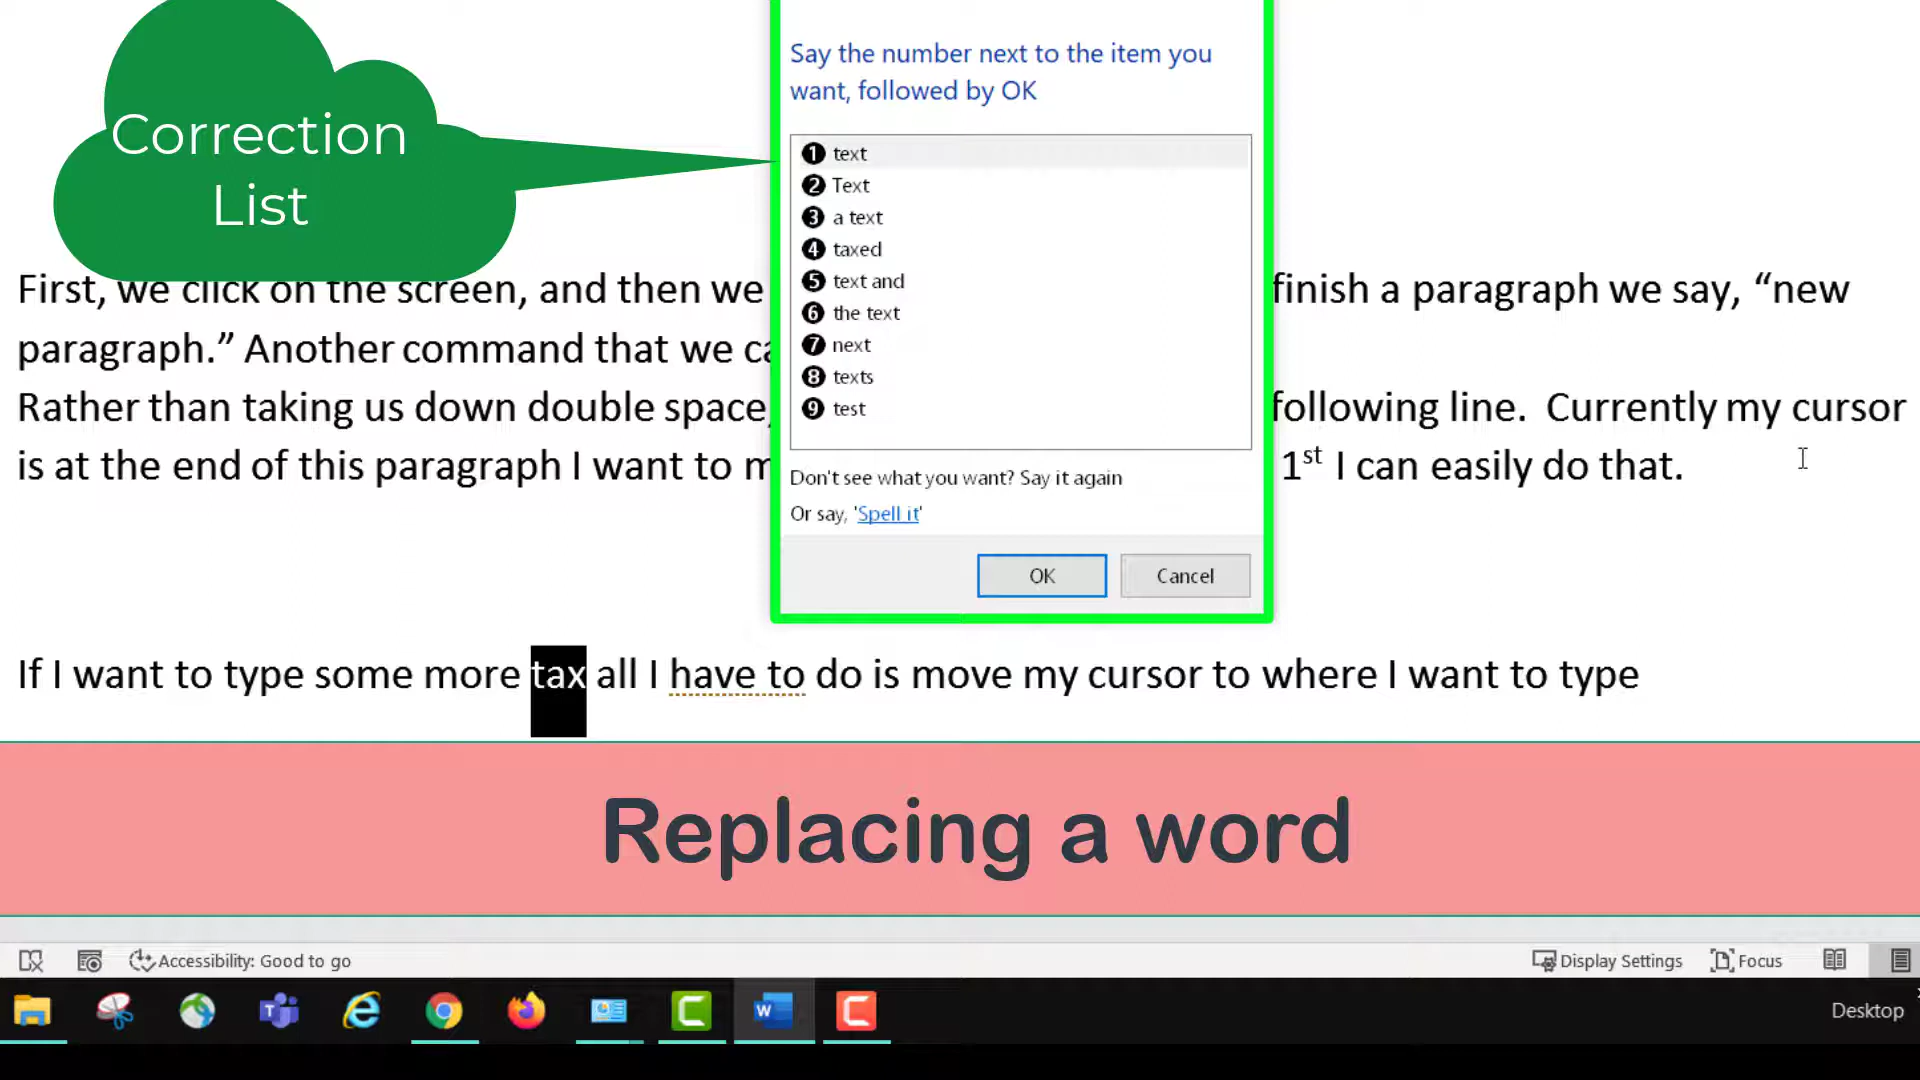 Correction
List
Say the number next to the item you
want, followed by OK
1 text
2 Text
3 a text
4 taxed
5 text and
6 the text
7 next
8 texts
9 test
Don't see what you want? Say it again
Or say, 'Spell it'
OK
Cancel
First, we click on the screen, and then we finish a paragraph we say, “new
paragraph.” Another command that we
Rather than taking us down double space, following line. Currently my cursor
is at the end of this paragraph I want to 1st I can easily do that.
If I want to type some more tax all I have to do is move my cursor to where I want to type
Replacing a word
Accessibility: Good to go
Display Settings
Focus
Desktop